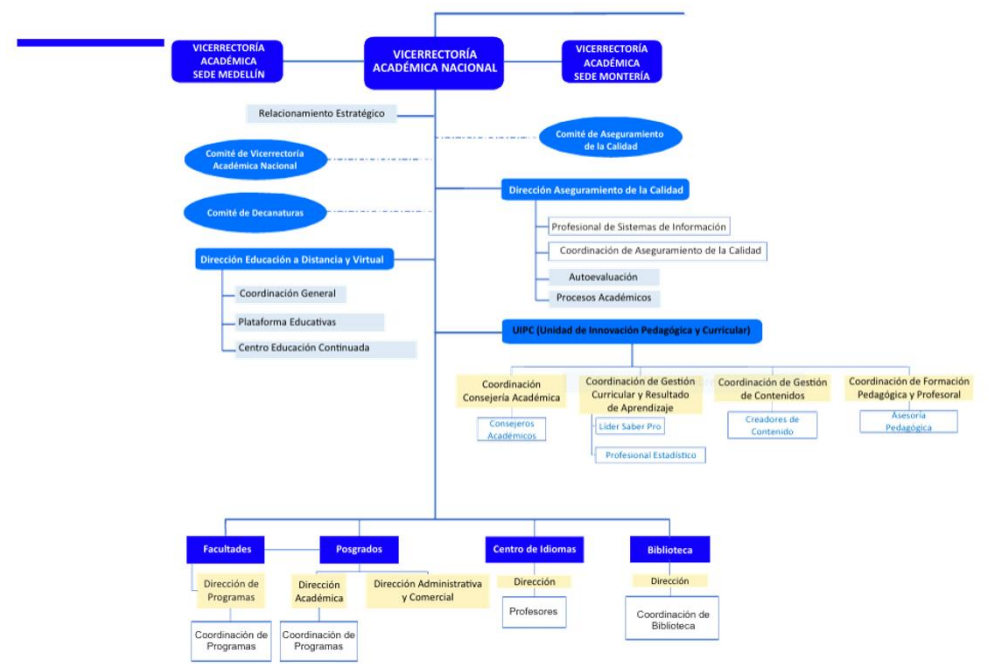 VICERRECTORÍA
ACADÉMICA
SEDE MEDELLÍN
VICERRECTORÍA
ACADÉMICA NACIONAL
VICERRECTORÍA
ACADÉMICA
SEDE MONTERÍA
Relacionamiento Estratégico
Comité de Aseguramiento
de la Calidad
Comité de Vicerrectoría
Académica Nacional
Dirección Aseguramiento de la Calidad
Comité de Decanaturas
Profesional de Sistemas de Información
Coordinación de Aseguramiento de la Calidad
Autoevaluación
Procesos Académicos
Dirección Educación a Distancia y Virtual
Coordinación General
Plataforma Educativas
Centro Educación Continuada
UIPC (Unidad de Innovación Pedagógica y Curricular)
Coordinación
Consejería Académica
Consejeros
Académicos
Coordinación de Gestión
Curricular y Resultado
de Aprendizaje
Líder Saber Pro
Profesional Estadístico
Coordinación de Gestión
de Contenidos
Creadores de
Contenido
Coordinación de Formación
Pedagógica y Profesoral
Asesoría
Pedagógica
Facultades
Dirección de
Programas
Coordinación de
Programas
Posgrados
Dirección
Académica
Coordinación de
Programas
Dirección Administrativa
y Comercial
Centro de Idiomas
Dirección
Profesores
Biblioteca
Dirección
Coordinación de
Biblioteca